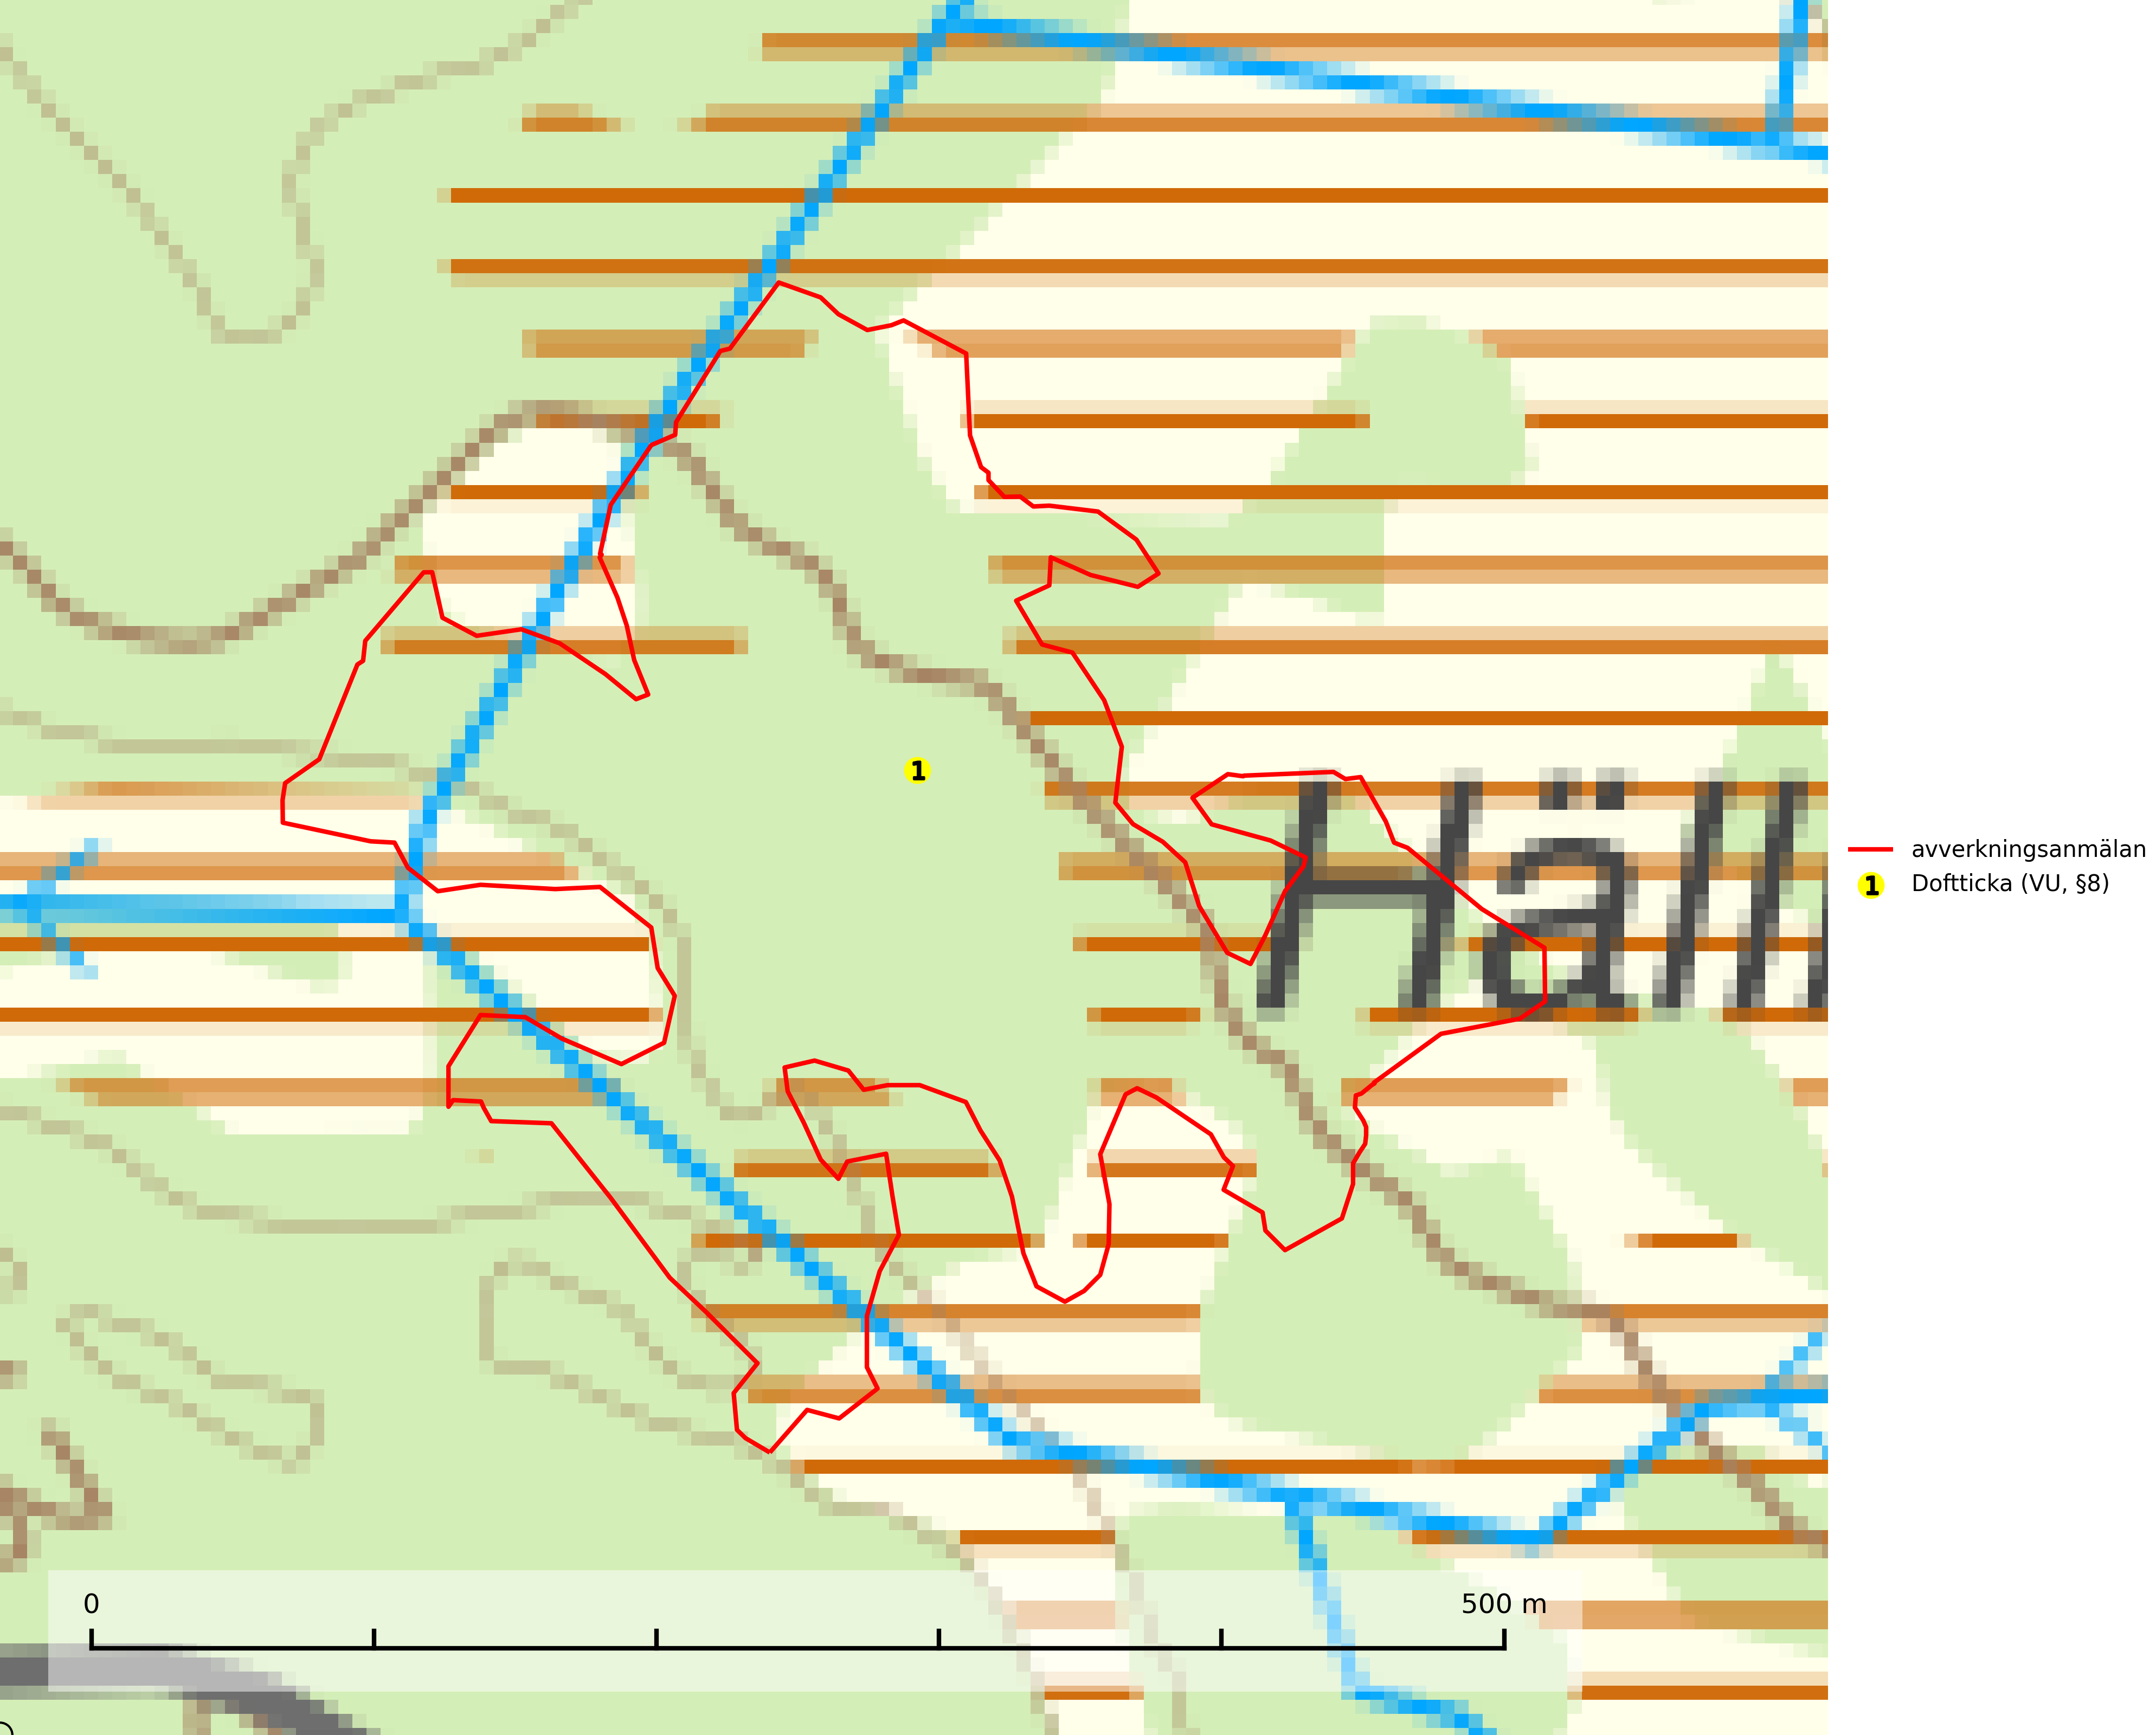 1
Häll
avverkningsanmälan
1 Doftticka (VU, §8)
0 500 m